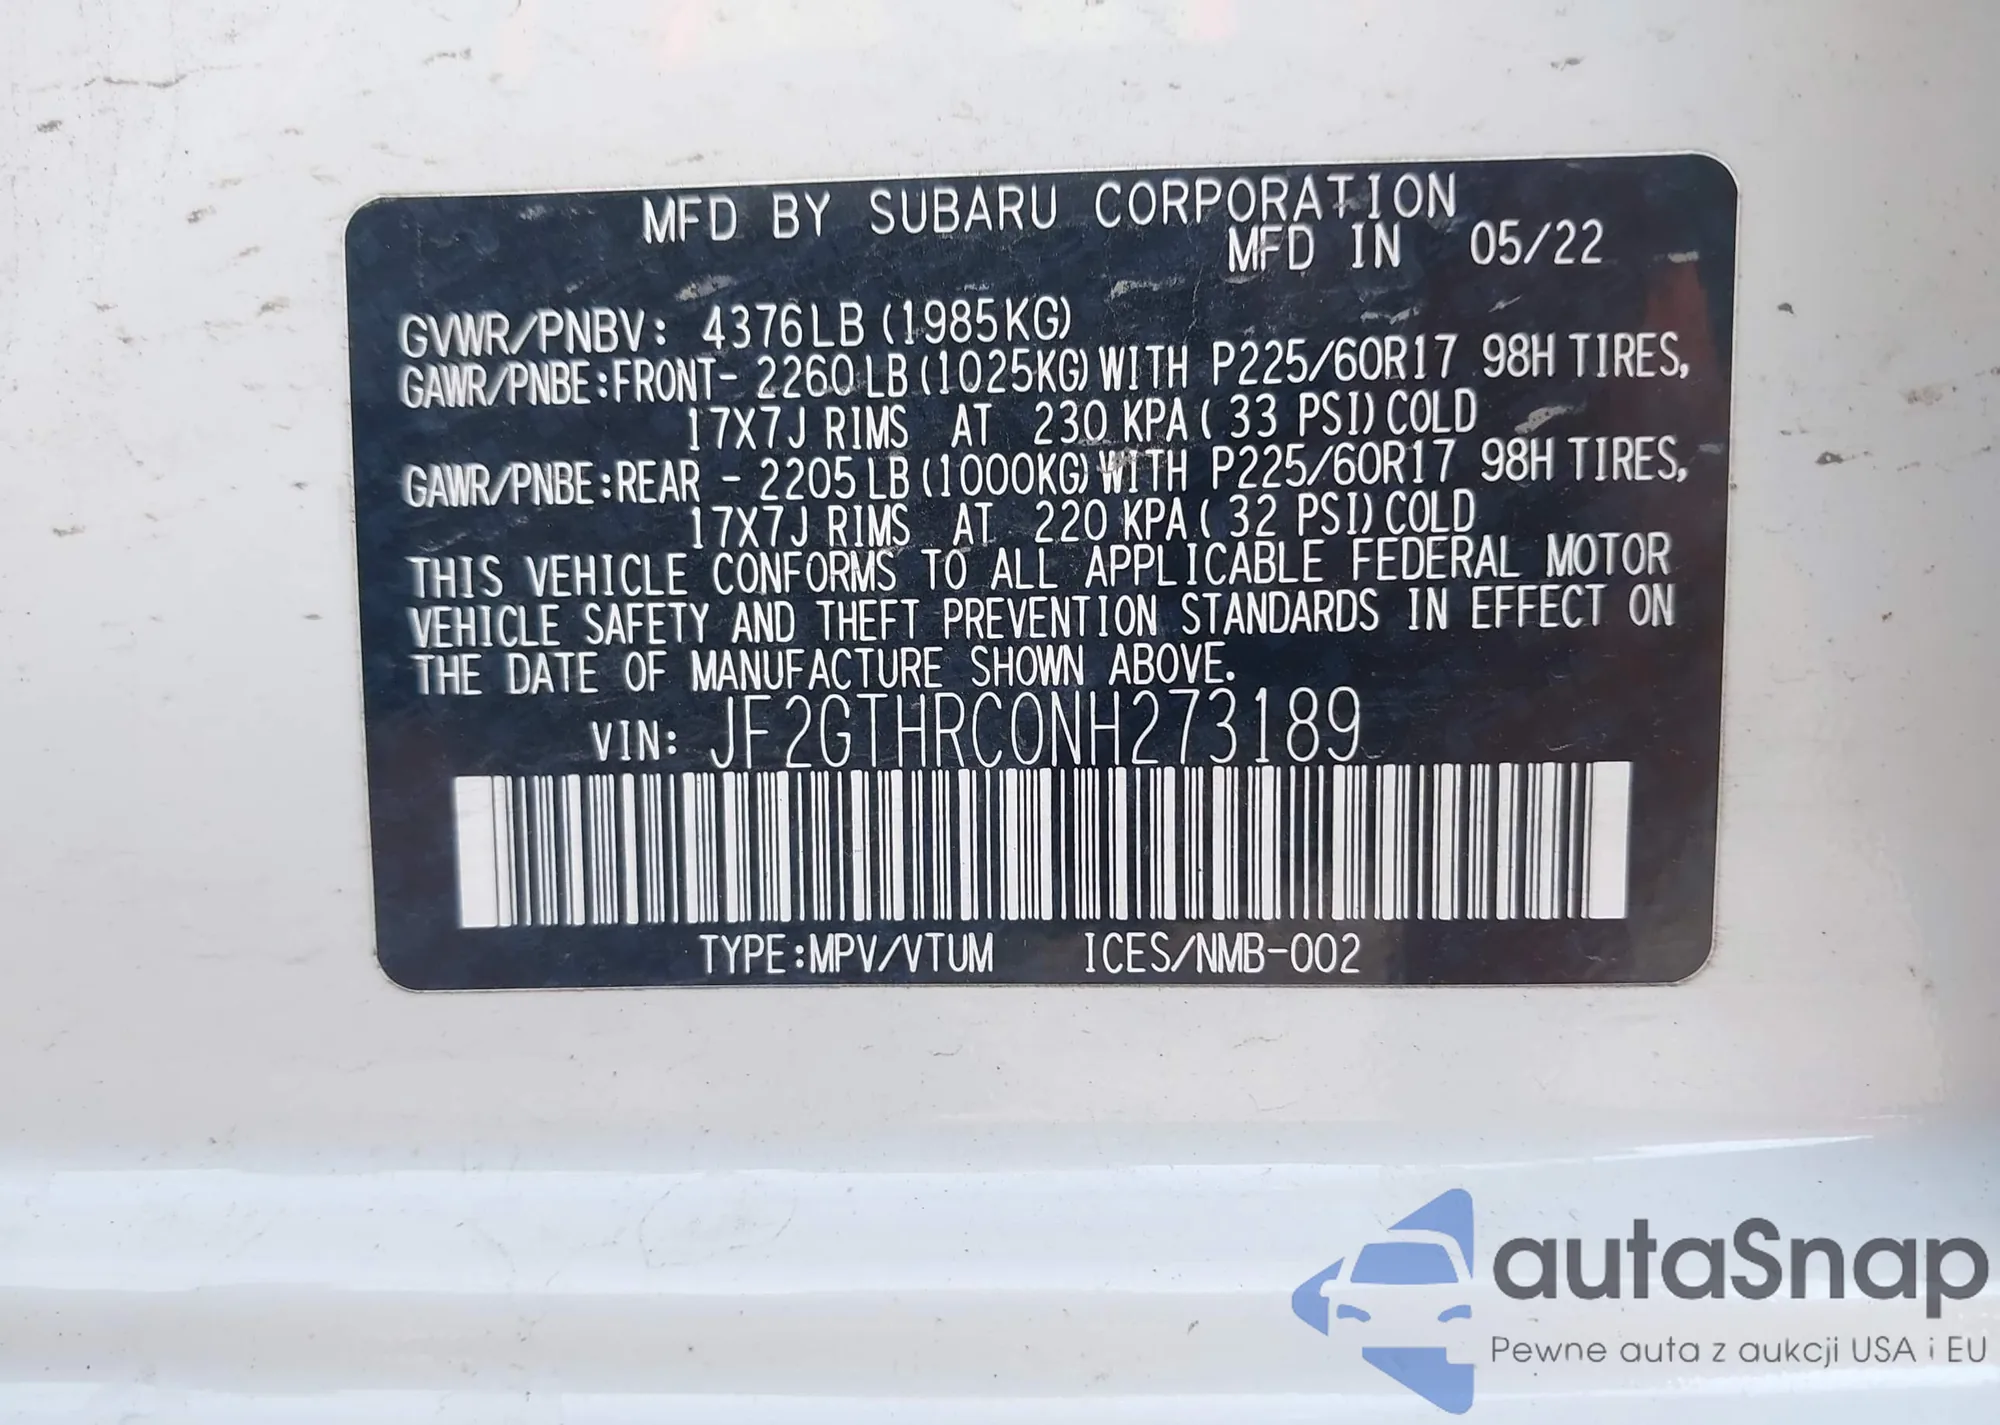 MFD BY SUBARU CORPORATION
MFD IN 05/22
GVWR/PNBV: 4376LB (1985KG)
GAWR/PNBE:FRONT- 2260LB (1025KG) WITH P225/60R17 98H TIRES,
17X7J RIMS AT 230 KPA( 33 PSI) COLD
GAWR/PNBE:REAR - 2205LB (1000KG) WITH P225/60R17 98H TIRES,
17X7J RIMS AT 220 KPA( 32 PSI) COLD
THIS VEHICLE CONFORMS TO ALL APPLICABLE FEDERAL MOTOR
VEHICLE SAFETY AND THEFT PREVENTION STANDARDS IN EFFECT ON
THE DATE OF MANUFACTURE SHOWN ABOVE.
VIN: JF2GTHRC0NH273189
TYPE:MPV/VTUM ICES/NMB-002
autaSnap
Pewne auta z aukcji USA i EU